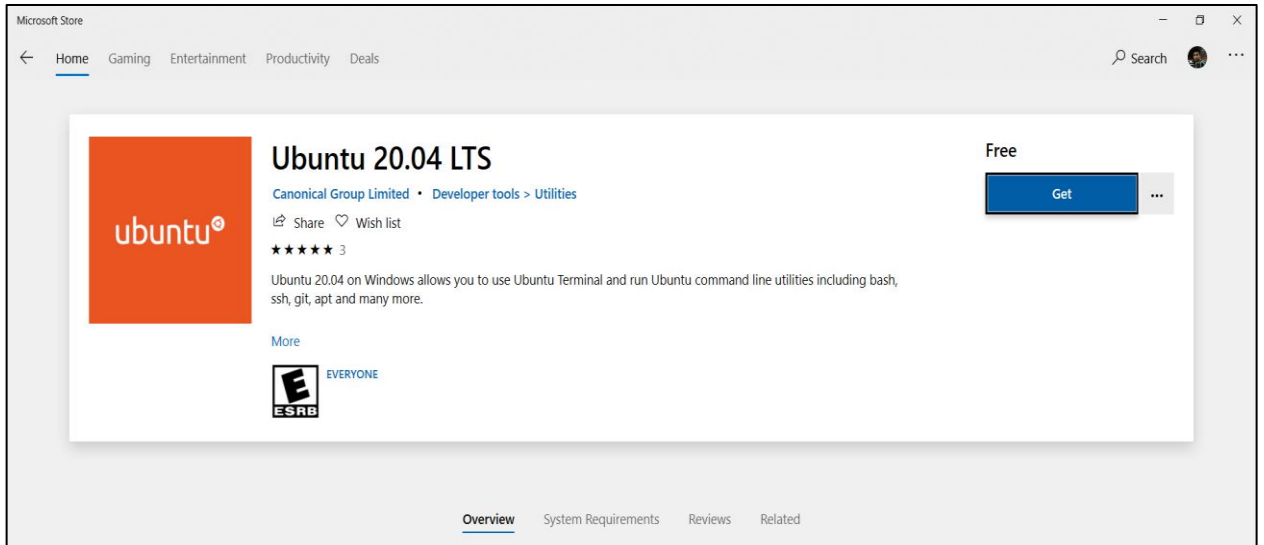 Microsoft Store
Home Gaming Entertainment Productivity Deals Search
Ubuntu 20.04 LTS
Free
Canonical Group Limited • Developer tools > Utilities
Get ...
ubuntu
Share Wish list
★★★★★ 3
Ubuntu 20.04 on Windows allows you to use Ubuntu Terminal and run Ubuntu command line utilities including bash,
ssh, git, apt and many more.
More
E
ESRB
EVERYONE
Overview System Requirements Reviews Related